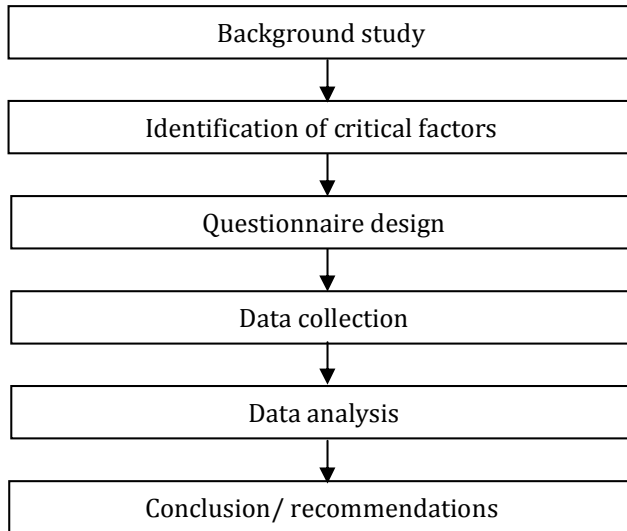 Background study
Identification of critical factors
Questionnaire design
Data collection
Data analysis
Conclusion/ recommendations